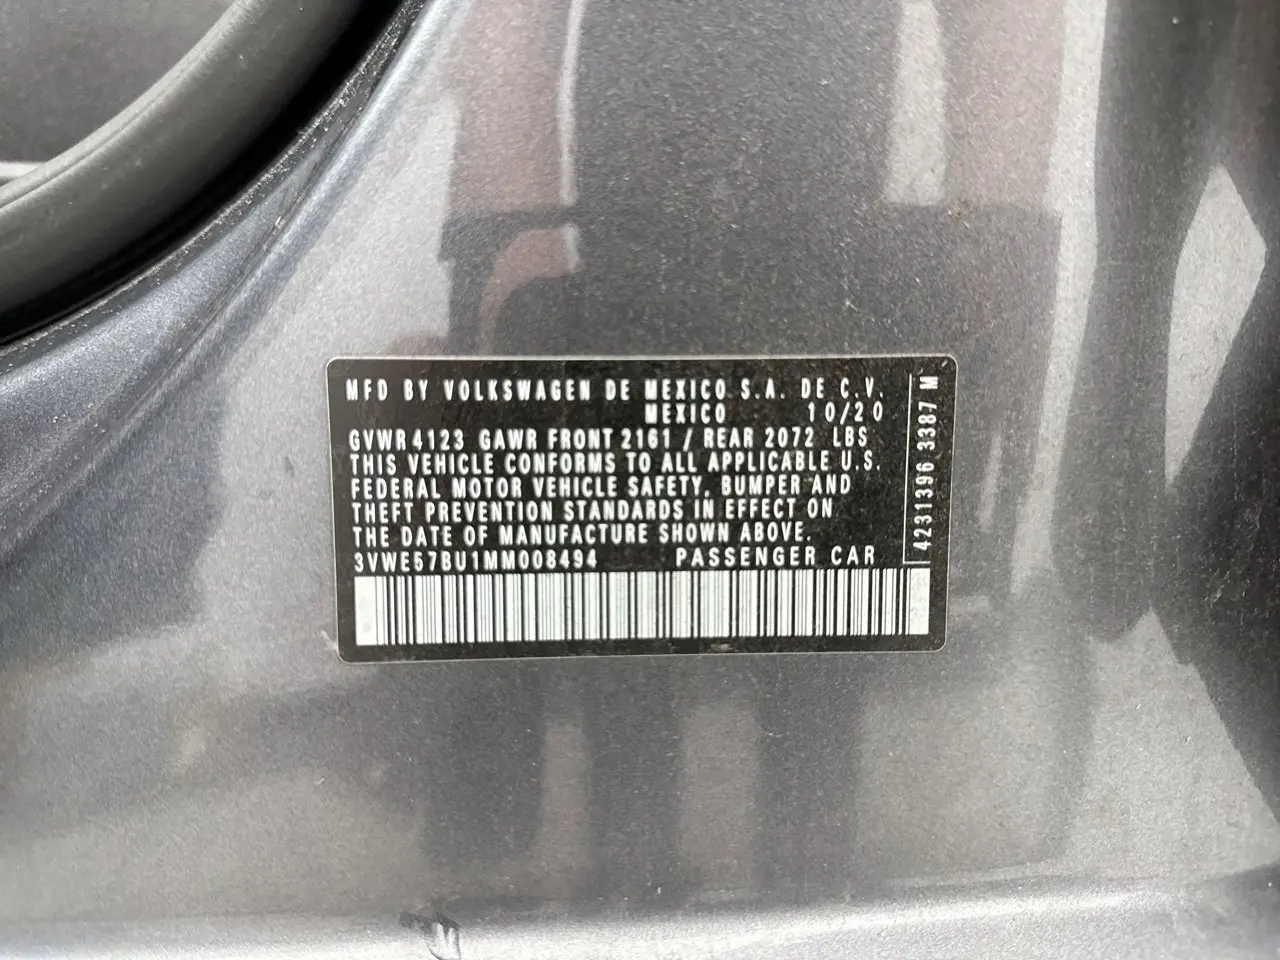 MFD BY VOLKSWAGEN DE MEXICO S.A. DE C.V.
MEXICO 10/20
GVWR 4123 GAWR FRONT 2161 / REAR 2072 LBS
THIS VEHICLE CONFORMS TO ALL APPLICABLE U.S.
FEDERAL MOTOR VEHICLE SAFETY, BUMPER AND
THEFT PREVENTION STANDARDS IN EFFECT ON
THE DATE OF MANUFACTURE SHOWN ABOVE.
3VWE57BU1MM008494 PASSENGER CAR
4231396 3387 M